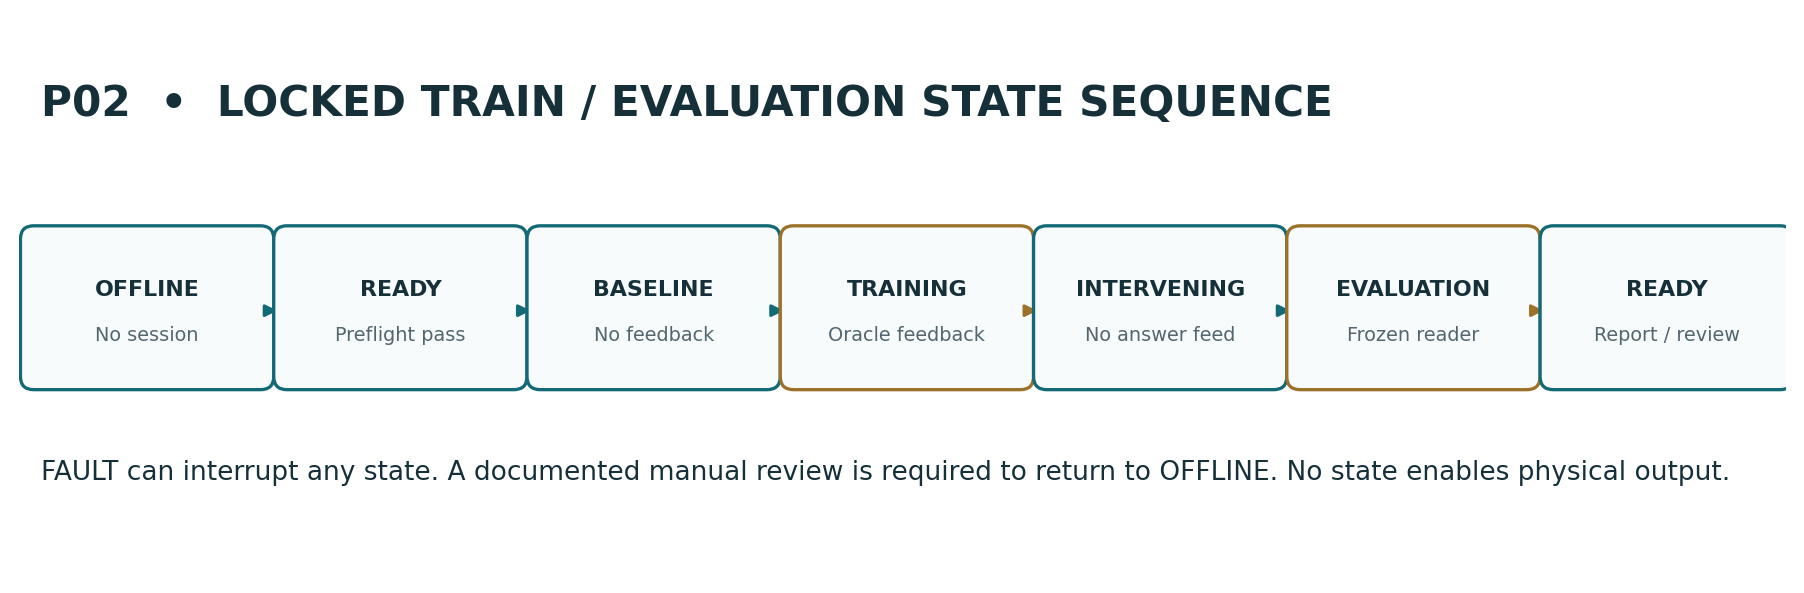 P02 • LOCKED TRAIN / EVALUATION STATE SEQUENCE
OFFLINE
No session
READY
Preflight pass
BASELINE
No feedback
TRAINING
Oracle feedback
INTERVENING
No answer feed
EVALUATION
Frozen reader
READY
Report / review
FAULT can interrupt any state. A documented manual review is required to return to OFFLINE. No state enables physical output.